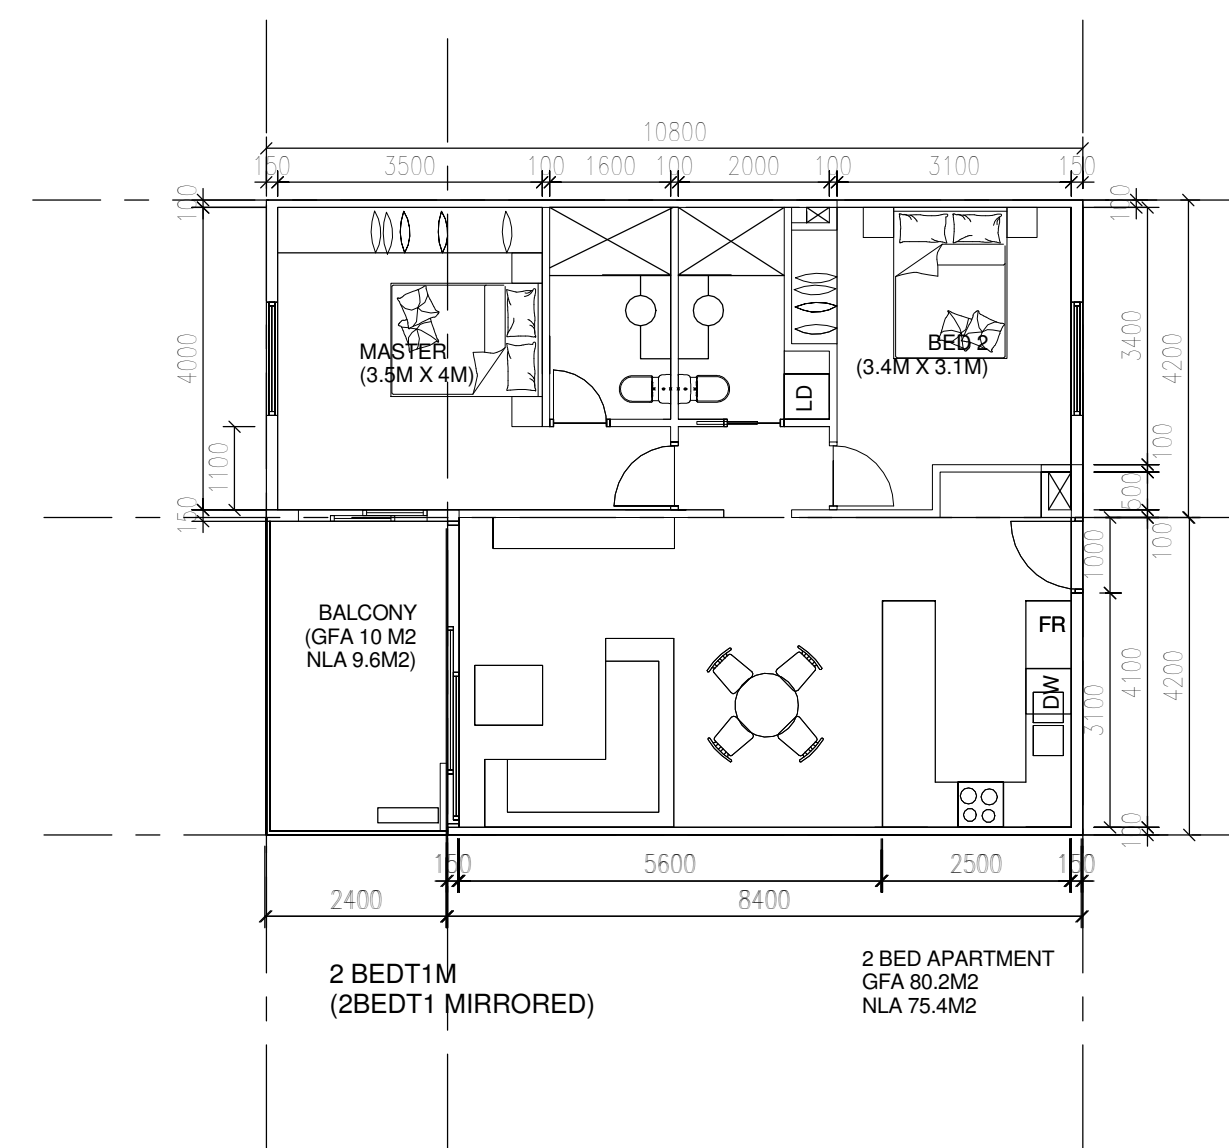 10800
150
3500
100
1600
100
2000
100
3100
150
100
100
4000
1100
150
3400
4200
100
500
100
1000
4100
4200
3100
100
MASTER
(3.5M X 4M)
BED 2
(3.4M X 3.1M)
LD
BALCONY
(GFA 10 M2
NLA 9.6M2)
FR
DW
150
5600
2500
150
2400
8400
2 BEDT1M
(2BEDT1 MIRRORED)
2 BED APARTMENT
GFA 80.2M2
NLA 75.4M2